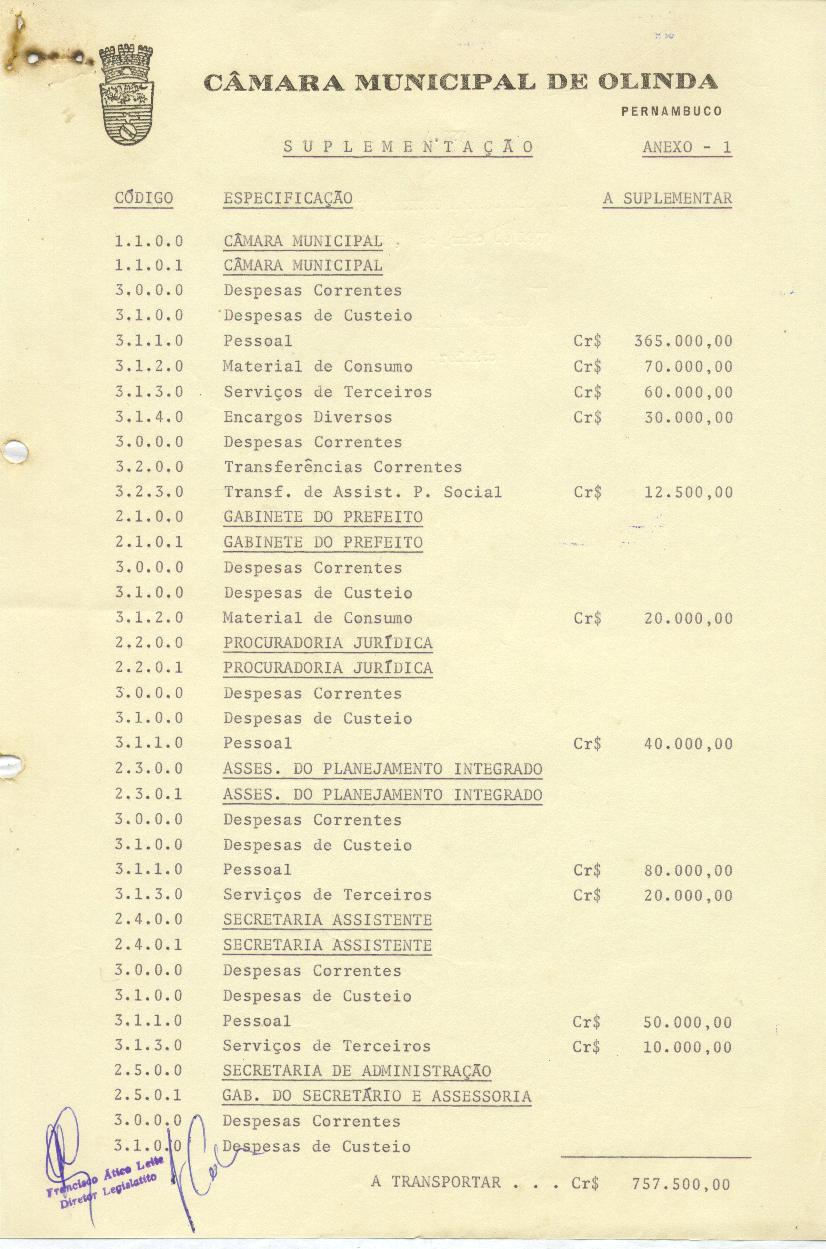 CÂMARA MUNICIPAL DE OLINDA
PERNAMBUCO
SUPLEMENTAÇÃO ANEXO - 1
CÓDIGO ESPECIFICAÇÃO A SUPLEMENTAR
1.1.0.0 CÂMARA MUNICIPAL
1.1.0.1 CÂMARA MUNICIPAL
3.0.0.0 Despesas Correntes
3.1.0.0 Despesas de Custeio
3.1.1.0 Pessoal Cr$ 365.000,00
3.1.2.0 Material de Consumo Cr$ 70.000,00
3.1.3.0 Serviços de Terceiros Cr$ 60.000,00
3.1.4.0 Encargos Diversos Cr$ 30.000,00
3.0.0.0 Despesas Correntes
3.2.0.0 Transferências Correntes
3.2.3.0 Transf. de Assist. P. Social Cr$ 12.500,00
2.1.0.0 GABINETE DO PREFEITO
2.1.0.1 GABINETE DO PREFEITO
3.0.0.0 Despesas Correntes
3.1.0.0 Despesas de Custeio
3.1.2.0 Material de Consumo Cr$ 20.000,00
2.2.0.0 PROCURADORIA JURÍDICA
2.2.0.1 PROCURADORIA JURÍDICA
3.0.0.0 Despesas Correntes
3.1.0.0 Despesas de Custeio
3.1.1.0 Pessoal Cr$ 40.000,00
2.3.0.0 ASSES. DO PLANEJAMENTO INTEGRADO
2.3.0.1 ASSES. DO PLANEJAMENTO INTEGRADO
3.0.0.0 Despesas Correntes
3.1.0.0 Despesas de Custeio
3.1.1.0 Pessoal Cr$ 80.000,00
3.1.3.0 Serviços de Terceiros Cr$ 20.000,00
2.4.0.0 SECRETARIA ASSISTENTE
2.4.0.1 SECRETARIA ASSISTENTE
3.0.0.0 Despesas Correntes
3.1.0.0 Despesas de Custeio
3.1.1.0 Pessoal Cr$ 50.000,00
3.1.3.0 Serviços de Terceiros Cr$ 10.000,00
2.5.0.0 SECRETARIA DE ADMINISTRAÇÃO
2.5.0.1 GAB. DO SECRETÁRIO E ASSESSORIA
3.0.0.0 Despesas Correntes
3.1.0.0 Despesas de Custeio
Francisco Ático Leite
Diretor Legislatito
A TRANSPORTAR . . . Cr$ 757.500,00